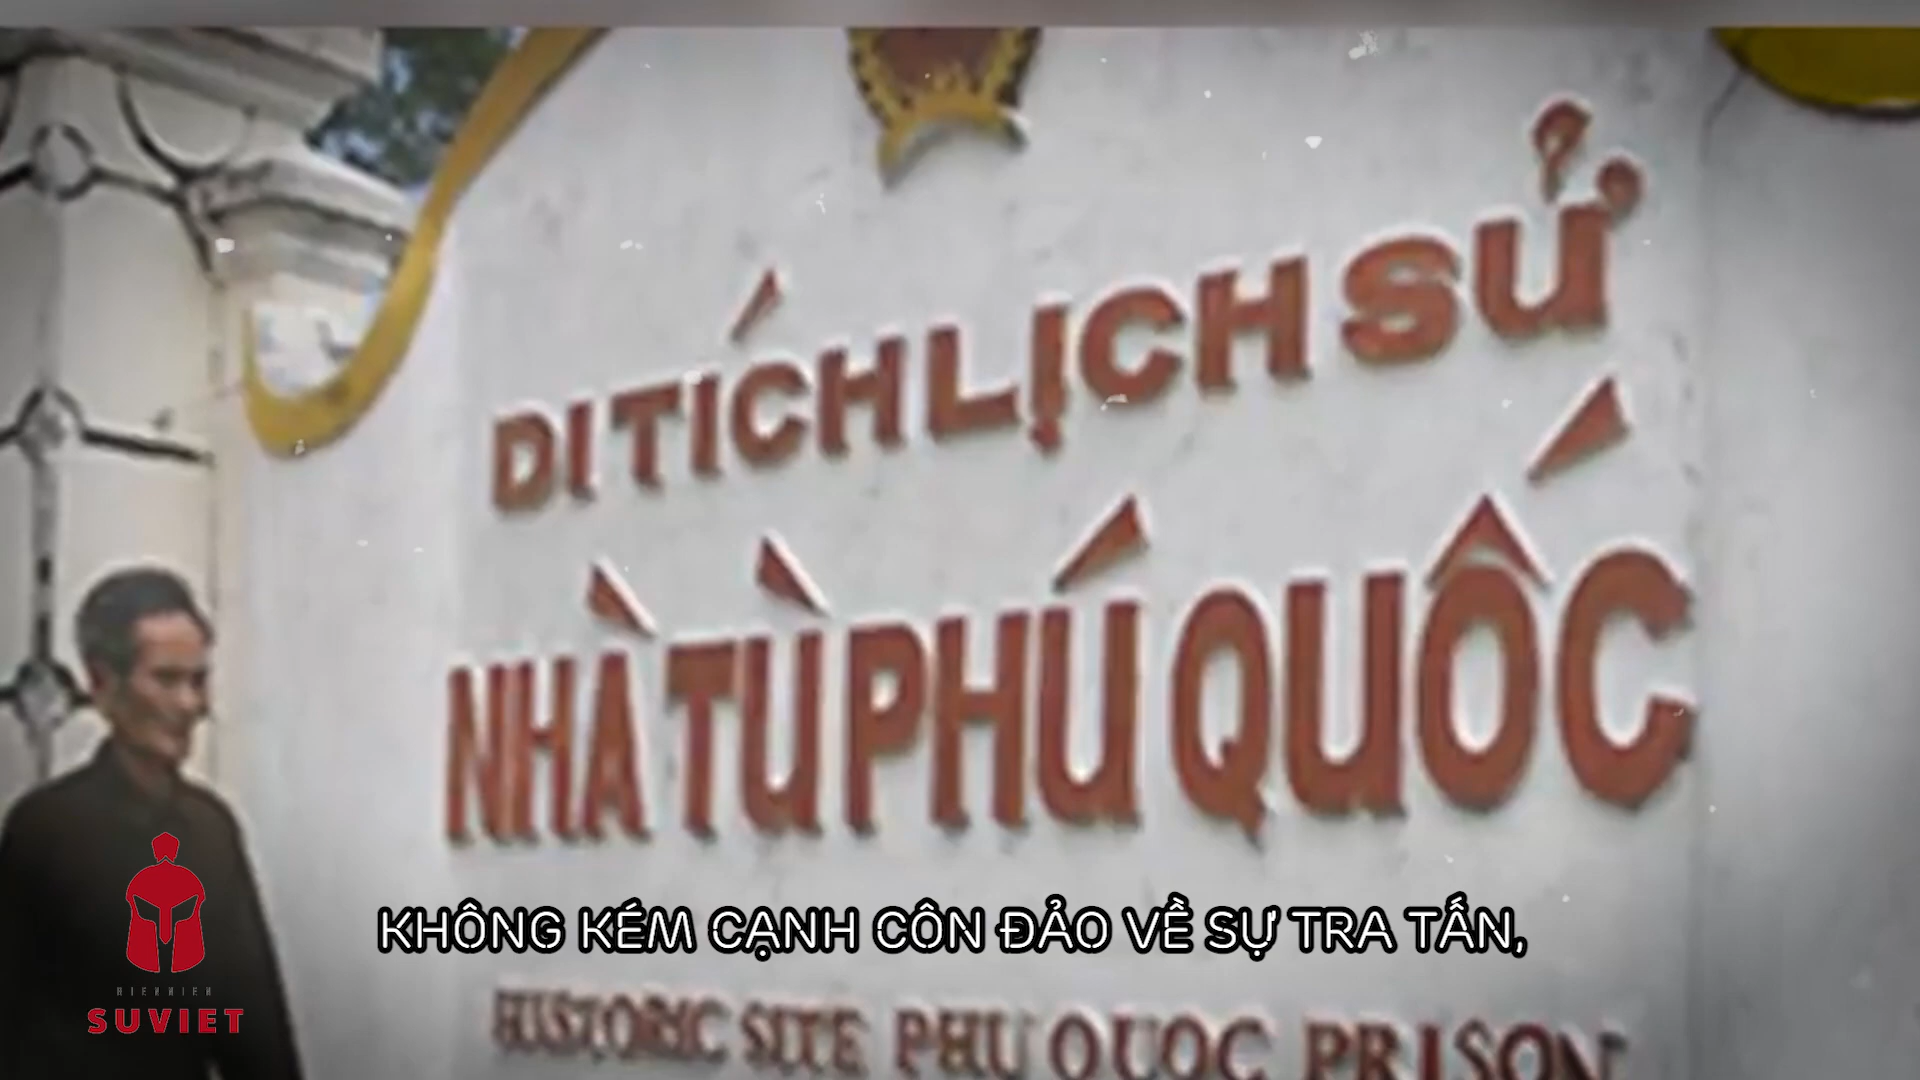 DI TÍCH LỊCH SỬ
NHÀ TÙ PHÚ QUỐC
KHÔNG KÉM CẠNH CÔN ĐẢO VỀ SỰ TRA TẤN,
HISTORIC SITE PHU QUOC PRISON
BIENNIEN
SUVIET